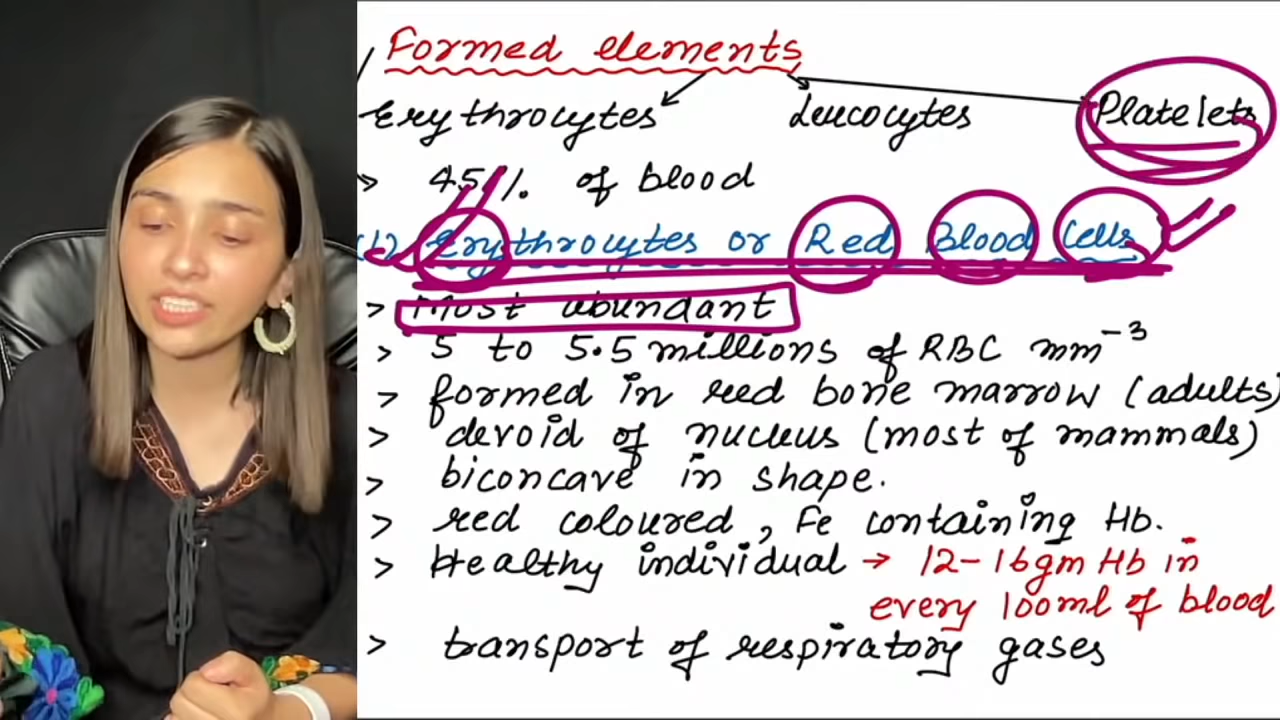 Formed elements
Erythrocytes Leucocytes Platelets
> 45% of blood
(1) Erythrocytes or Red Blood Cells
> Most abundant
> 5 to 5.5 millions of RBC mm⁻³
> formed in red bone marrow (adults)
> devoid of nucleus (most of mammals)
> biconcave in shape.
> red coloured, Fe containing Hb.
> Healthy individual → 12-16gm Hb in
every 100ml of blood
> transport of respiratory gases